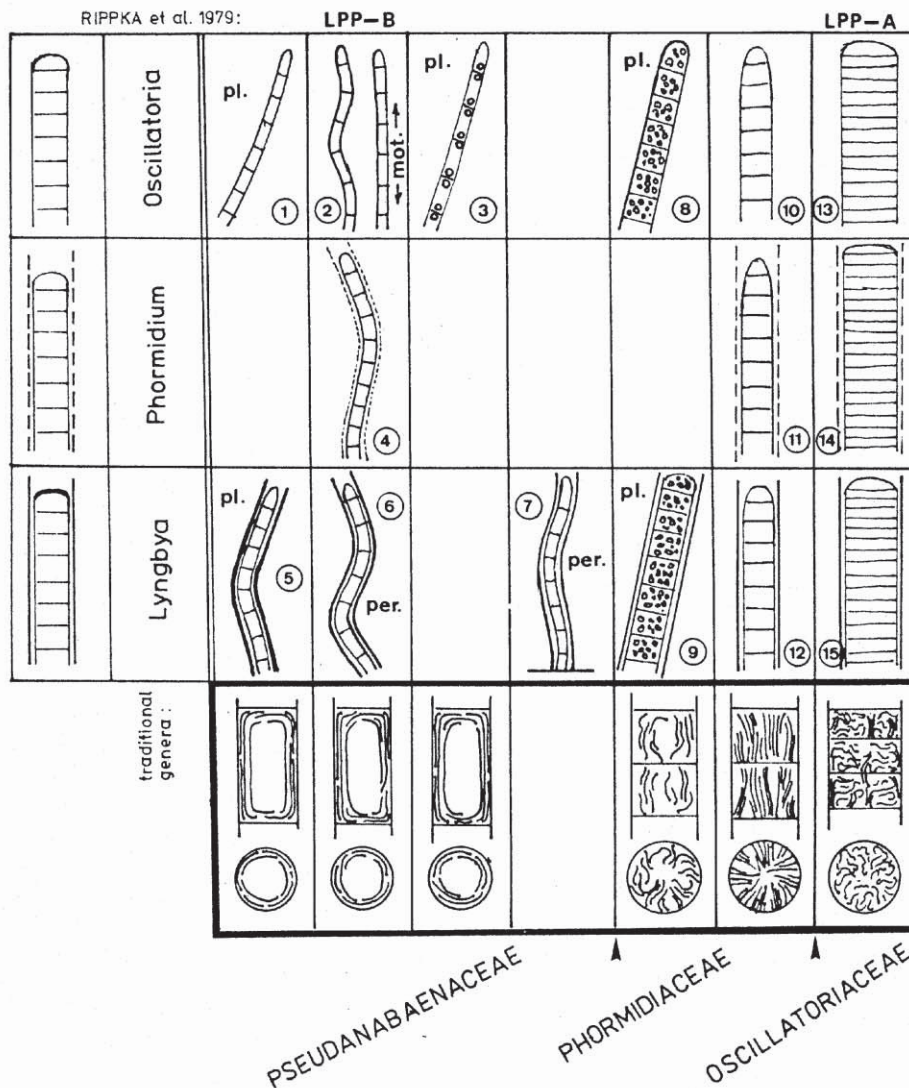 RIPPKA et al. 1979: LPP–B LPP–A
Oscillatoria
pl.
1
2
← mot. →
3
pl.
8
10
13
Phormidium
4
11
14
Lyngbya
pl.
5
6
per.
7
per.
pl.
9
12
15
traditional
genera :
PSEUDANABAENACEAE
PHORMIDIACEAE
OSCILLATORIACEAE